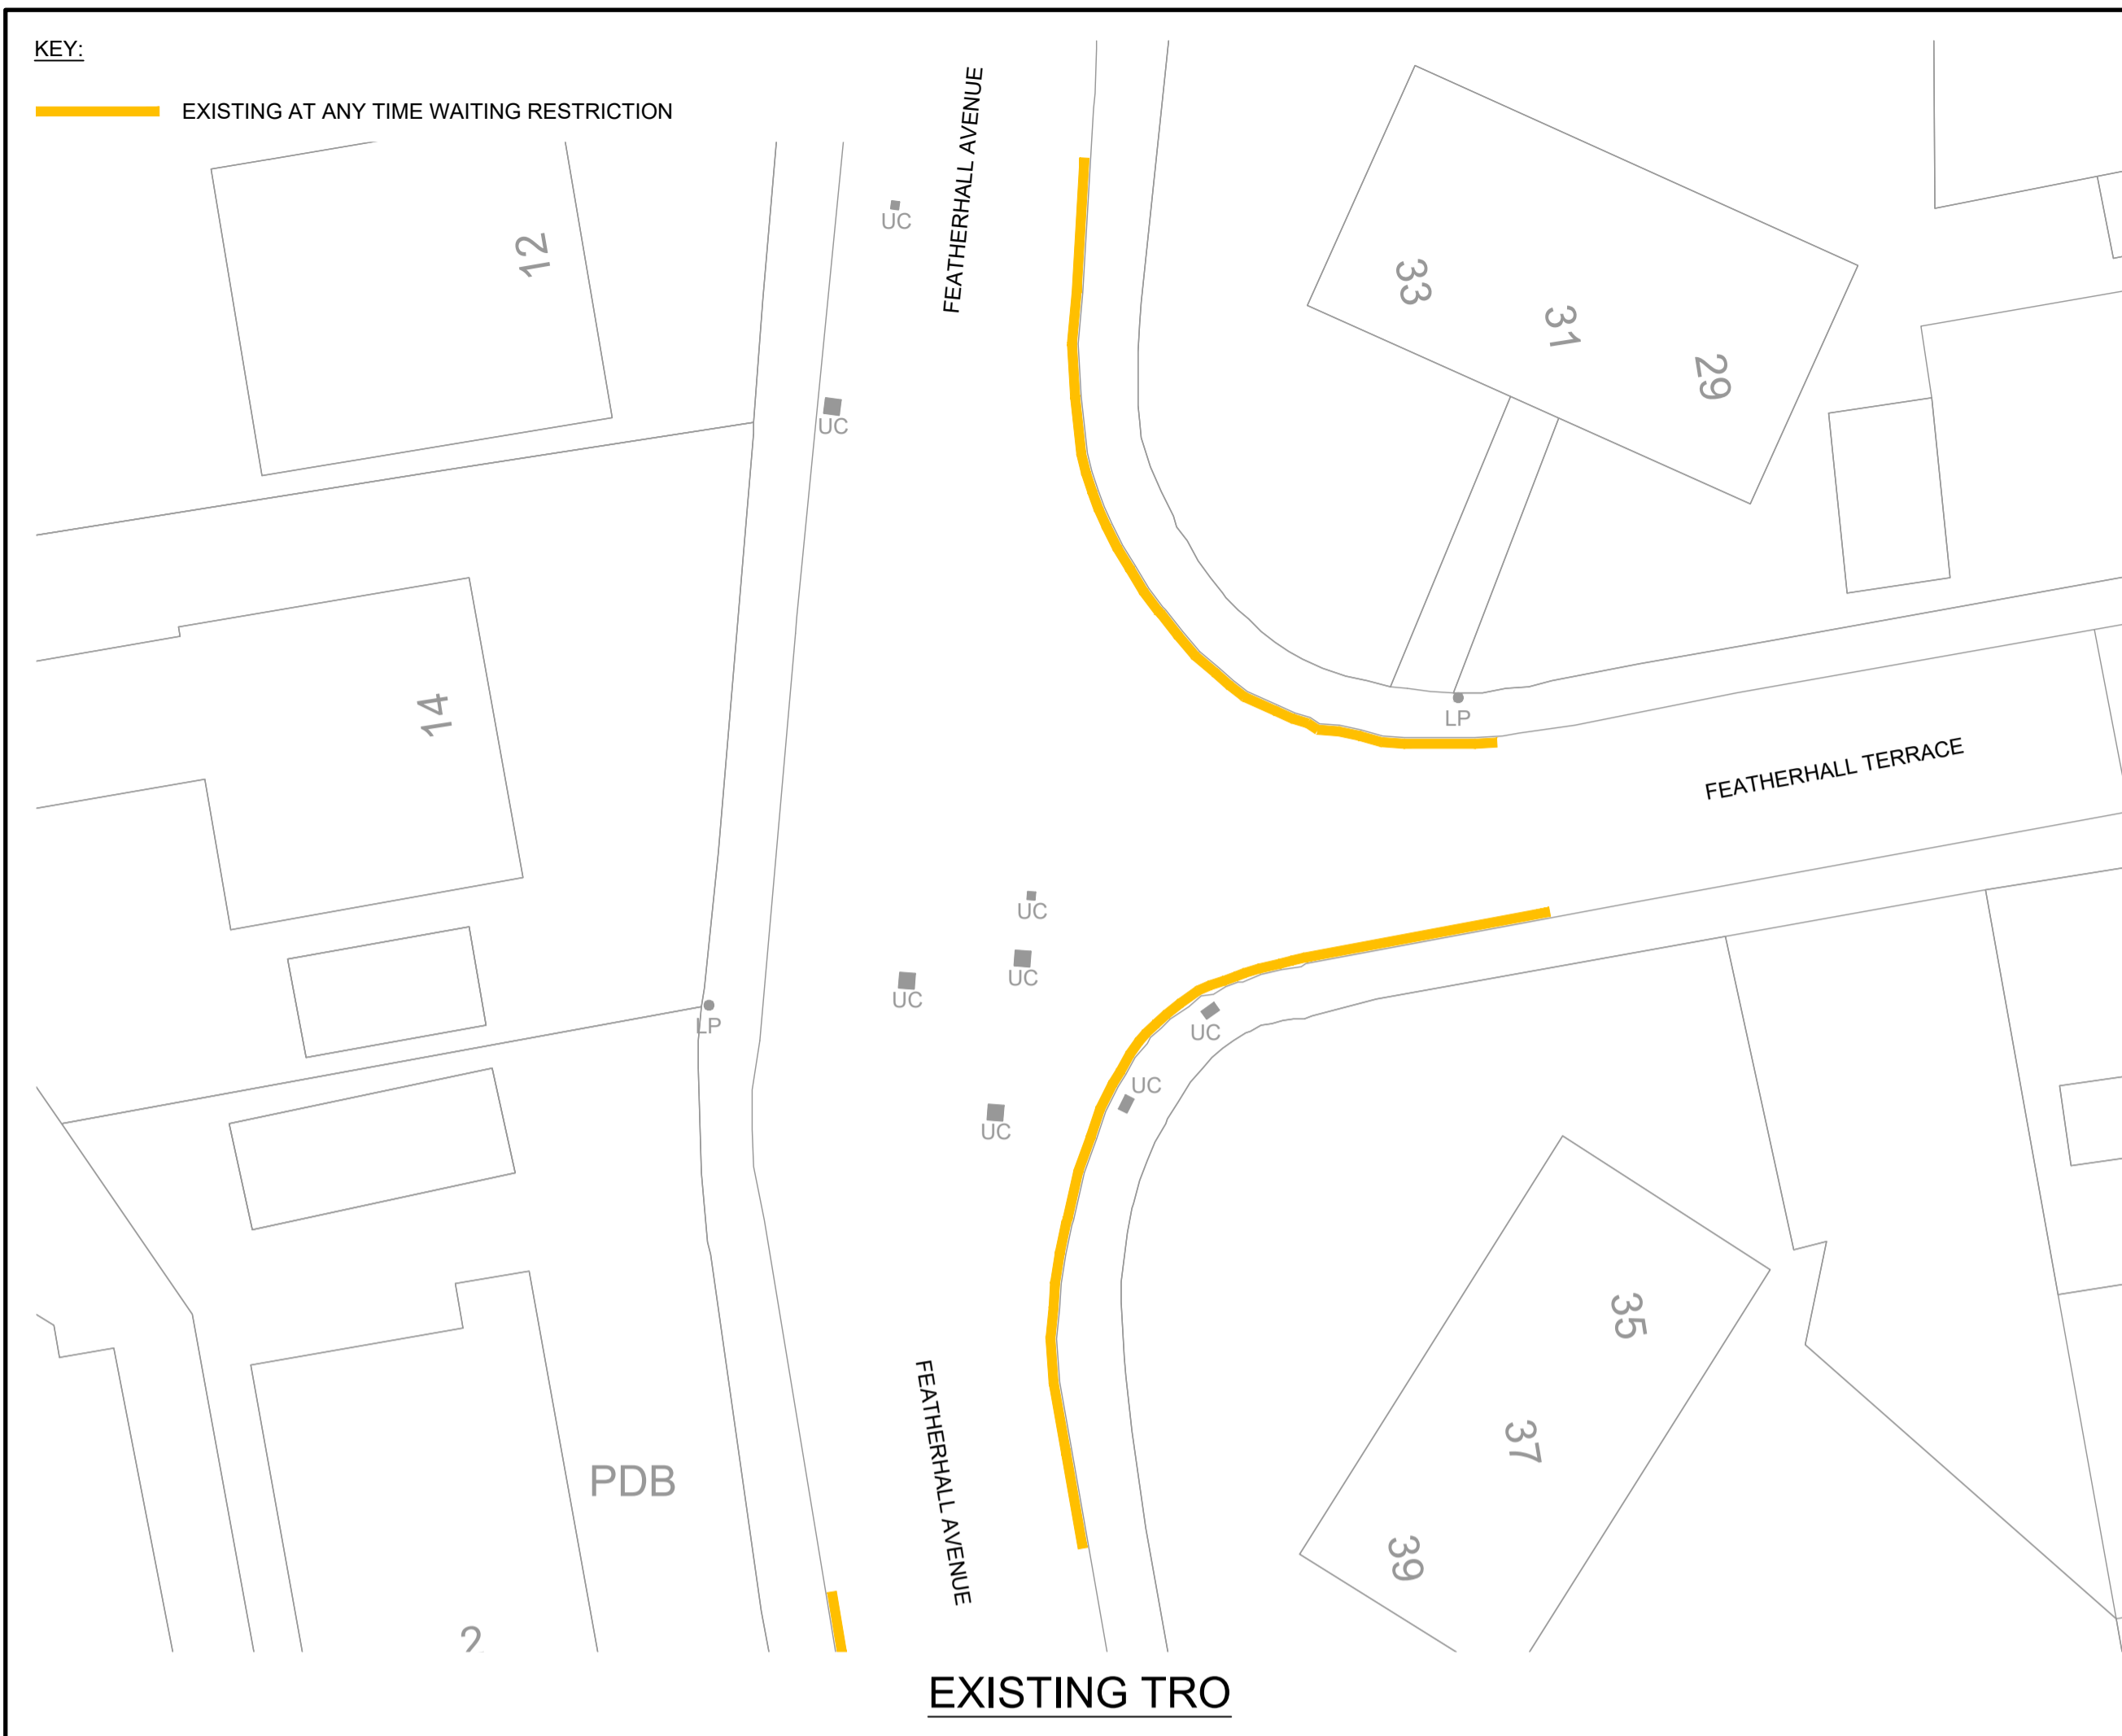 KEY:
EXISTING AT ANY TIME WAITING RESTRICTION
FEATHERHALL AVENUE
12
UC
33
31
29
UC
14
LP
FEATHERHALL TERRACE
UC
UC
UC
LP
UC
UC
UC
35
FEATHERHALL AVENUE
37
PDB
39
2
EXISTING TRO